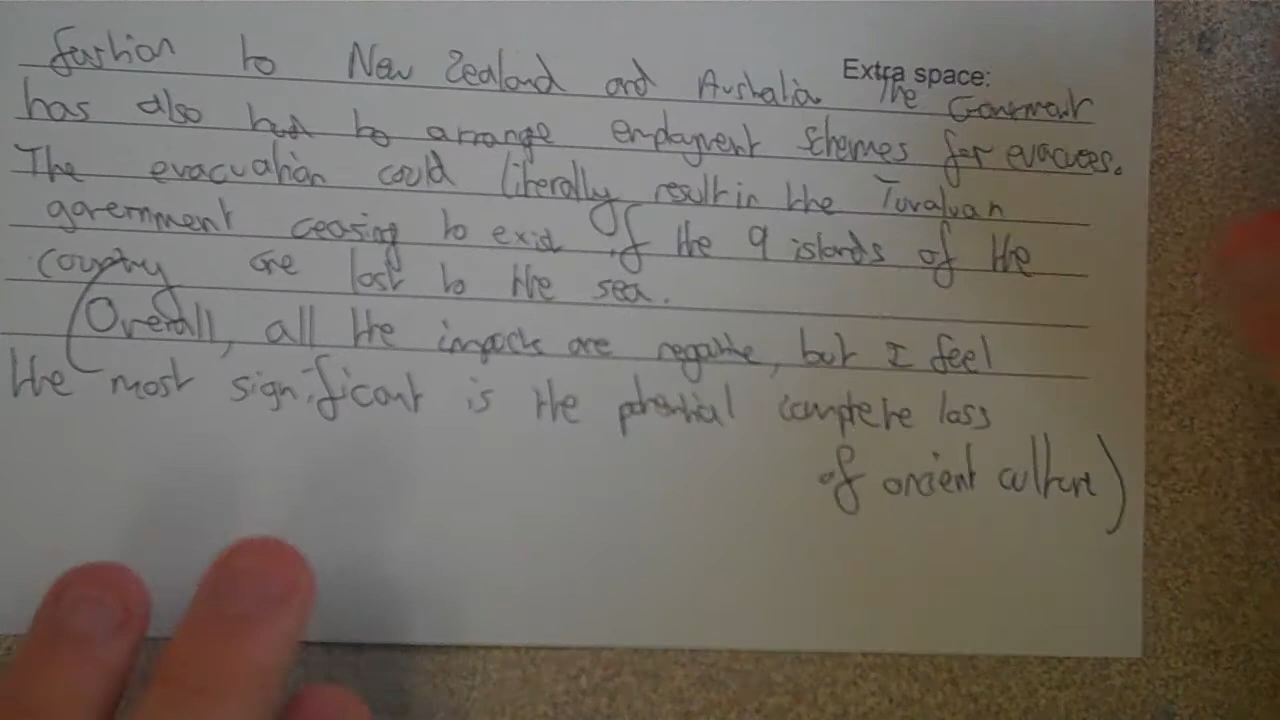 Extra space:
fashion to New Zealand and Australia. The Government
has also had to arrange employment schemes for evacuees.
The evacuation could literally result in the Tuvaluan
government ceasing to exist if the 9 islands of the
country are lost to the sea.
(Overall, all the impacts are negative, but I feel
the most significant is the potential complete loss
of ancient culture)